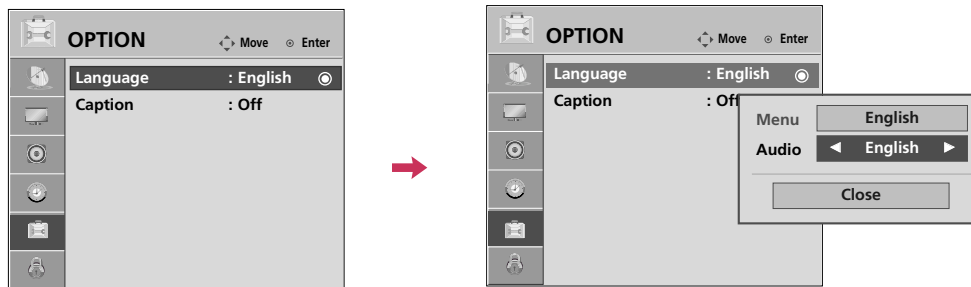 OPTION
Move Enter
Language : English
Caption : Off
OPTION
Move Enter
Language : English
Caption : Off
Menu English
Audio ◄ English ►
Close